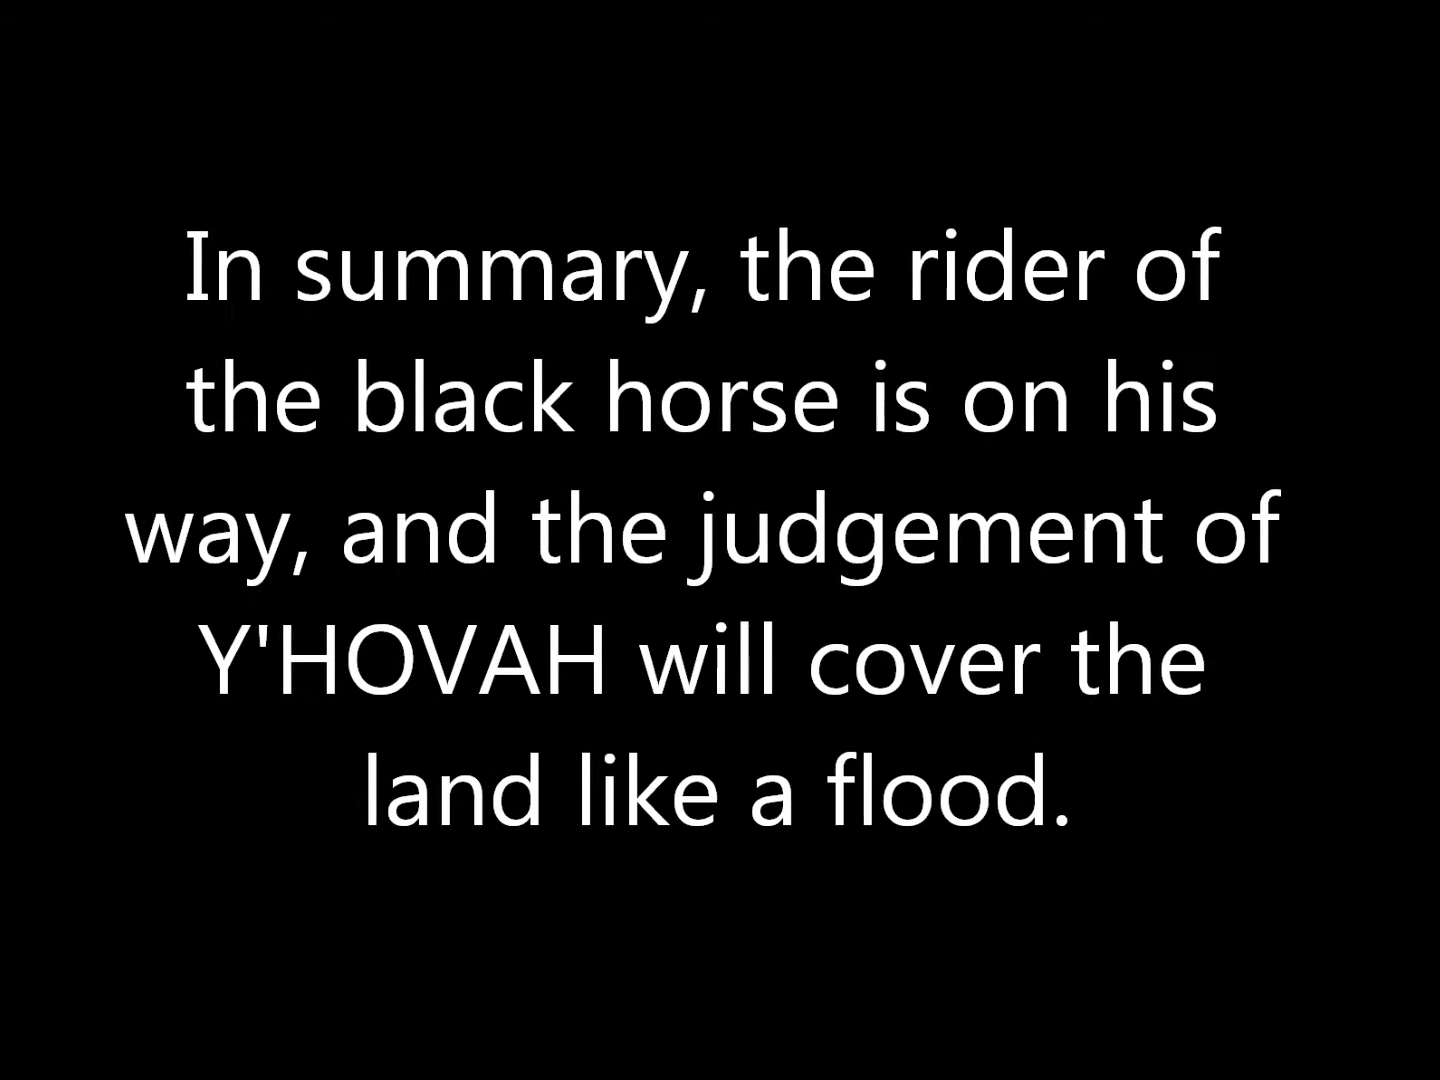 In summary, the rider of
the black horse is on his
way, and the judgement of
Y'HOVAH will cover the
land like a flood.